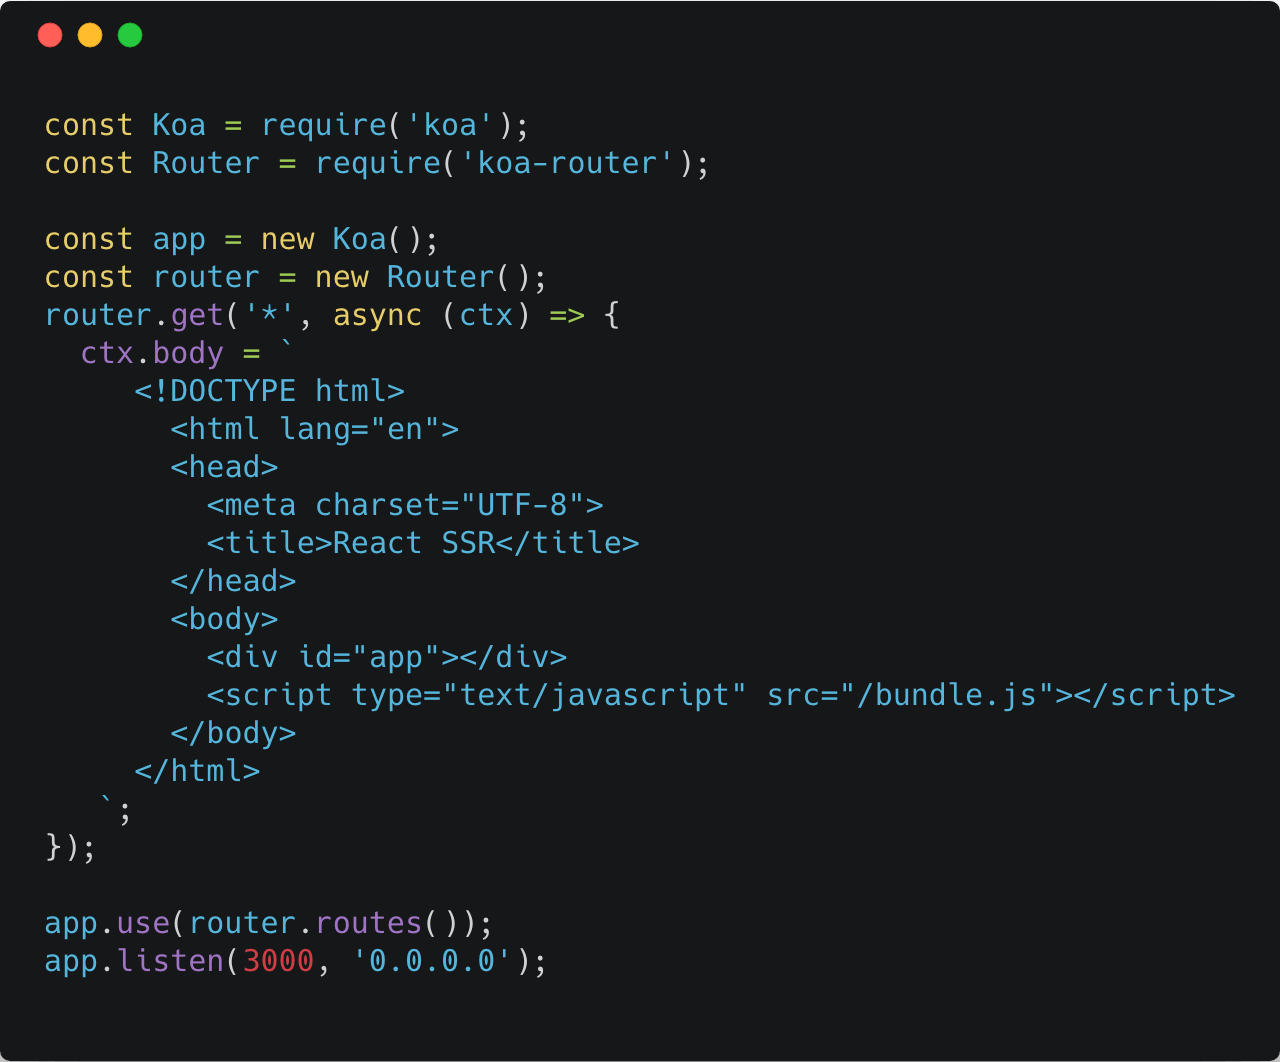 const Koa = require('koa');
const Router = require('koa-router');

const app = new Koa();
const router = new Router();
router.get('*', async (ctx) => {
  ctx.body = `
     <!DOCTYPE html>
       <html lang="en">
       <head>
         <meta charset="UTF-8">
         <title>React SSR</title>
       </head>
       <body>
         <div id="app"></div>
         <script type="text/javascript" src="/bundle.js"></script>
       </body>
     </html>
   `;
});

app.use(router.routes());
app.listen(3000, '0.0.0.0');